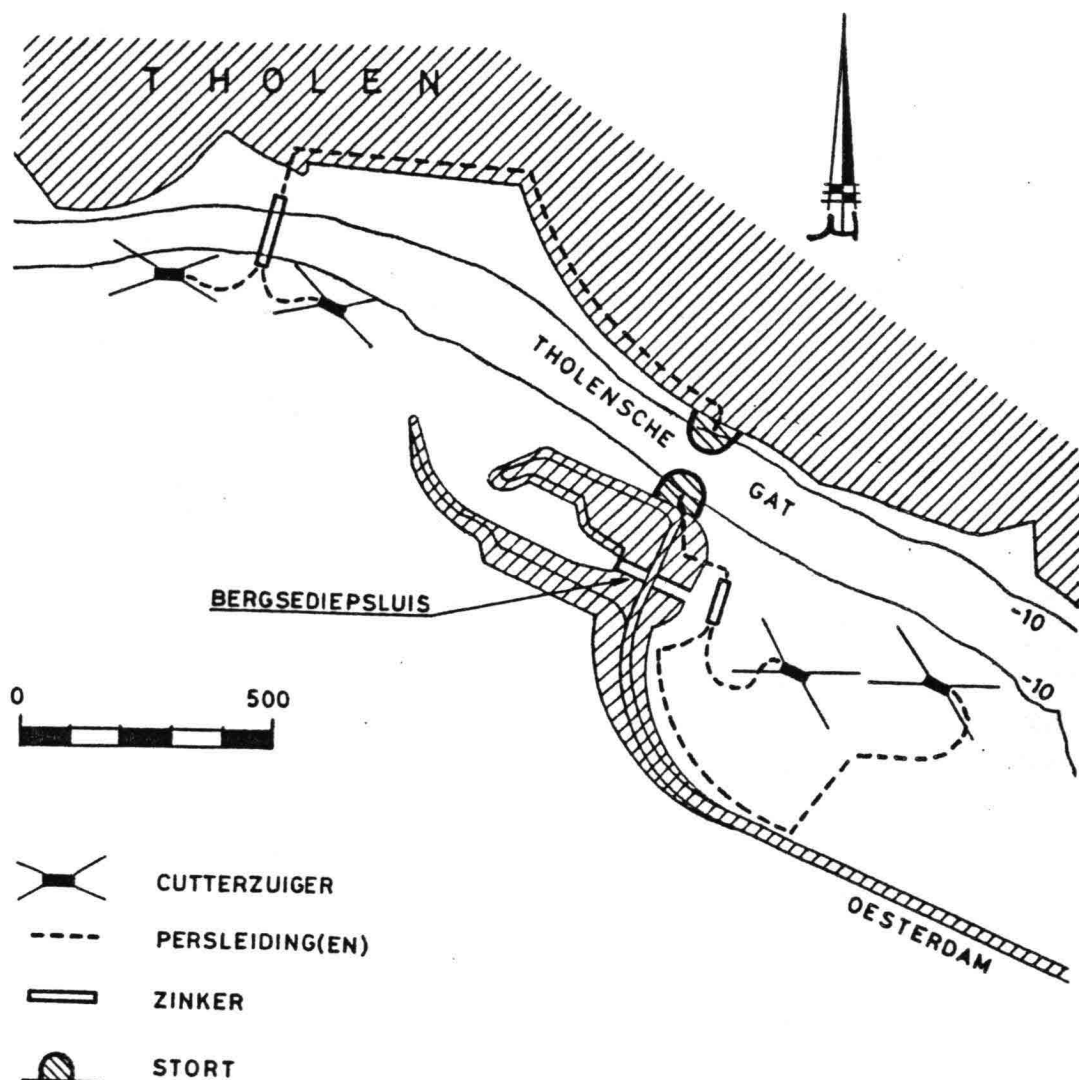 THOLEN
THOLENSCHE
GAT
BERGSEDIEPSLUIS
-10
-10
0 500
OESTERDAM
CUTTERZUIGER
PERSLEIDING(EN)
ZINKER
STORT